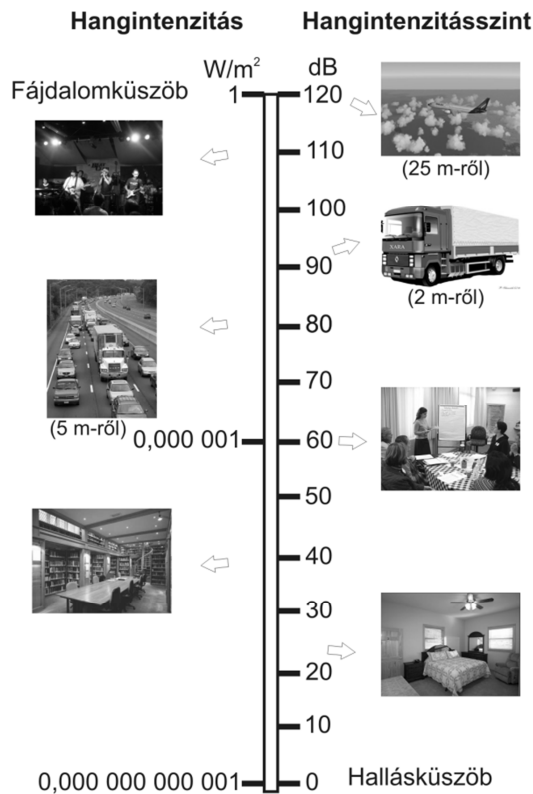 Hangintenzitás
Hangintenzitásszint
W/m²
dB
Fájdalomküszöb
1
120
110
(25 m-ről)
100
KARA
90
(2 m-ről)
80
70
(5 m-ről)
0,000 001
60
50
40
30
20
10
0,000 000 000 001
0
Hallásküszöb